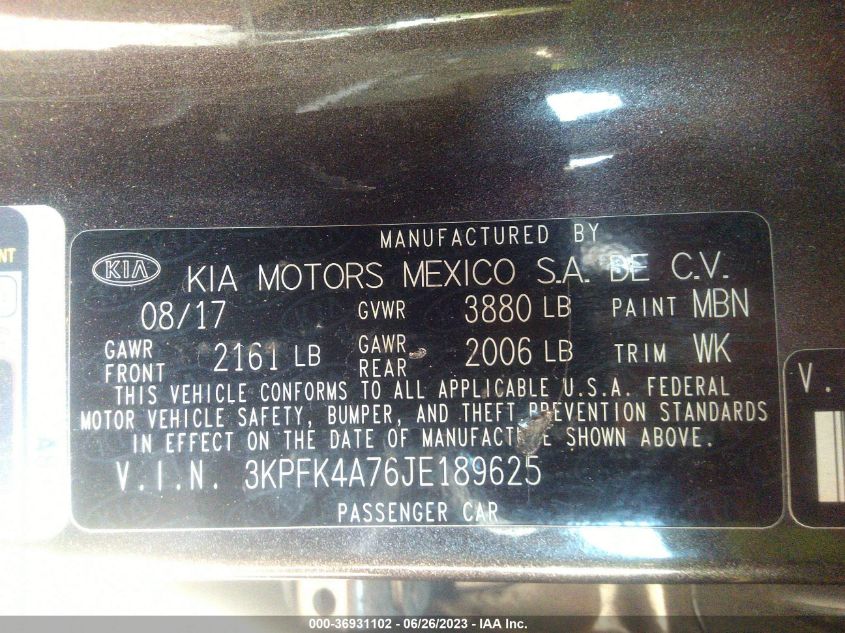 MANUFACTURED BY
KIA KIA MOTORS MEXICO S.A. DE C.V.
08/17 GVWR 3880 LB PAINT MBN
GAWR FRONT 2161 LB GAWR REAR 2006 LB TRIM WK
THIS VEHICLE CONFORMS TO ALL APPLICABLE U.S.A. FEDERAL
MOTOR VEHICLE SAFETY, BUMPER, AND THEFT PREVENTION STANDARDS
IN EFFECT ON THE DATE OF MANUFACTURE SHOWN ABOVE.
V.I.N. 3KPFK4A76JE189625
PASSENGER CAR
V.
000-36931102 - 06/26/2023 - IAA Inc.